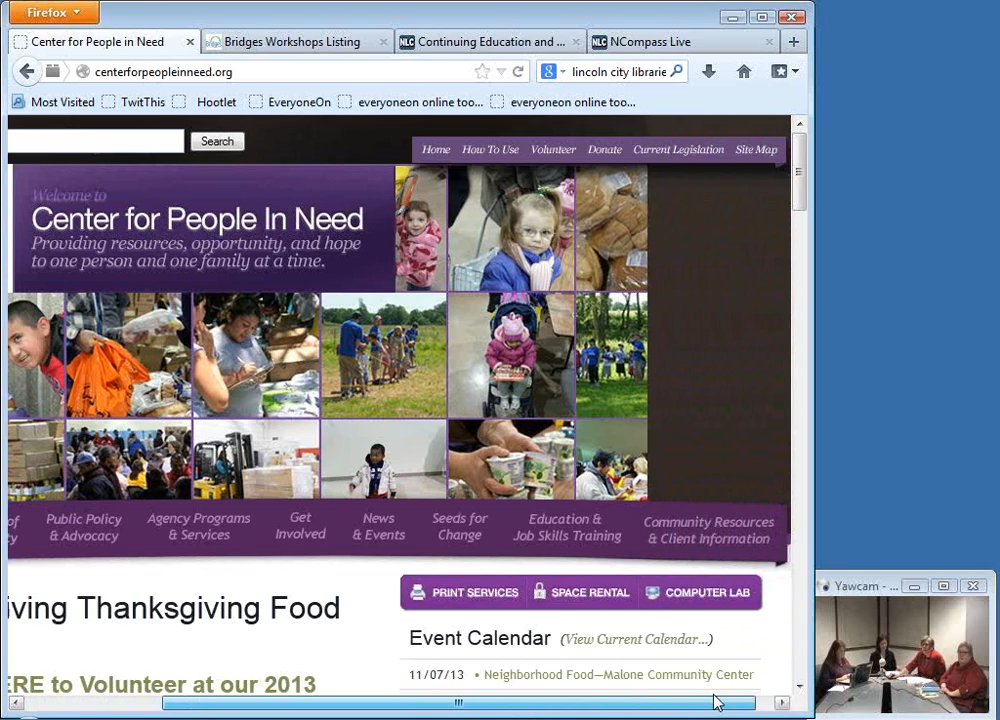 Firefox
Center for People in Need
Bridges Workshops Listing
NLC Continuing Education and ...
NLC NCompass Live
centerforpeopleinneed.org
lincoln city librarie
Most Visited
TwitThis
Hootlet
EveryoneOn
everyoneon online too...
everyoneon online too...
Search
Home How To Use Volunteer Donate Current Legislation Site Map
Welcome to
Center for People In Need
Providing resources, opportunity, and hope
to one person and one family at a time.
of
y
Public Policy
& Advocacy
Agency Programs
& Services
Get
Involved
News
& Events
Seeds for
Change
Education &
Job Skills Training
Community Resources
& Client Information
PRINT SERVICES SPACE RENTAL COMPUTER LAB
iving Thanksgiving Food
Event Calendar (View Current Calendar...)
11/07/13 • Neighborhood Food—Malone Community Center
ERE to Volunteer at our 2013
Yawcam - ...